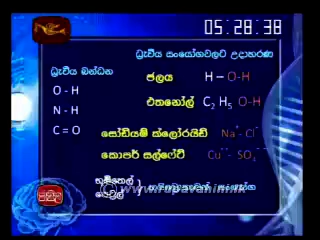 05:28:38
ධ්‍රැවීය සංයෝගවලට උදාහරණ
ධ්‍රැවීය බන්ධන
ජලය H – O-H
O - H
එතනෝල් C2 H5 O-H
N - H
C = O
සෝඩියම් ක්ලෝරයිඩ් Na+ Cl-
කොපර් සල්ෆේට් Cu++ SO4--
භූමිතෙල්
පෙට්‍රල්
සංයෝග